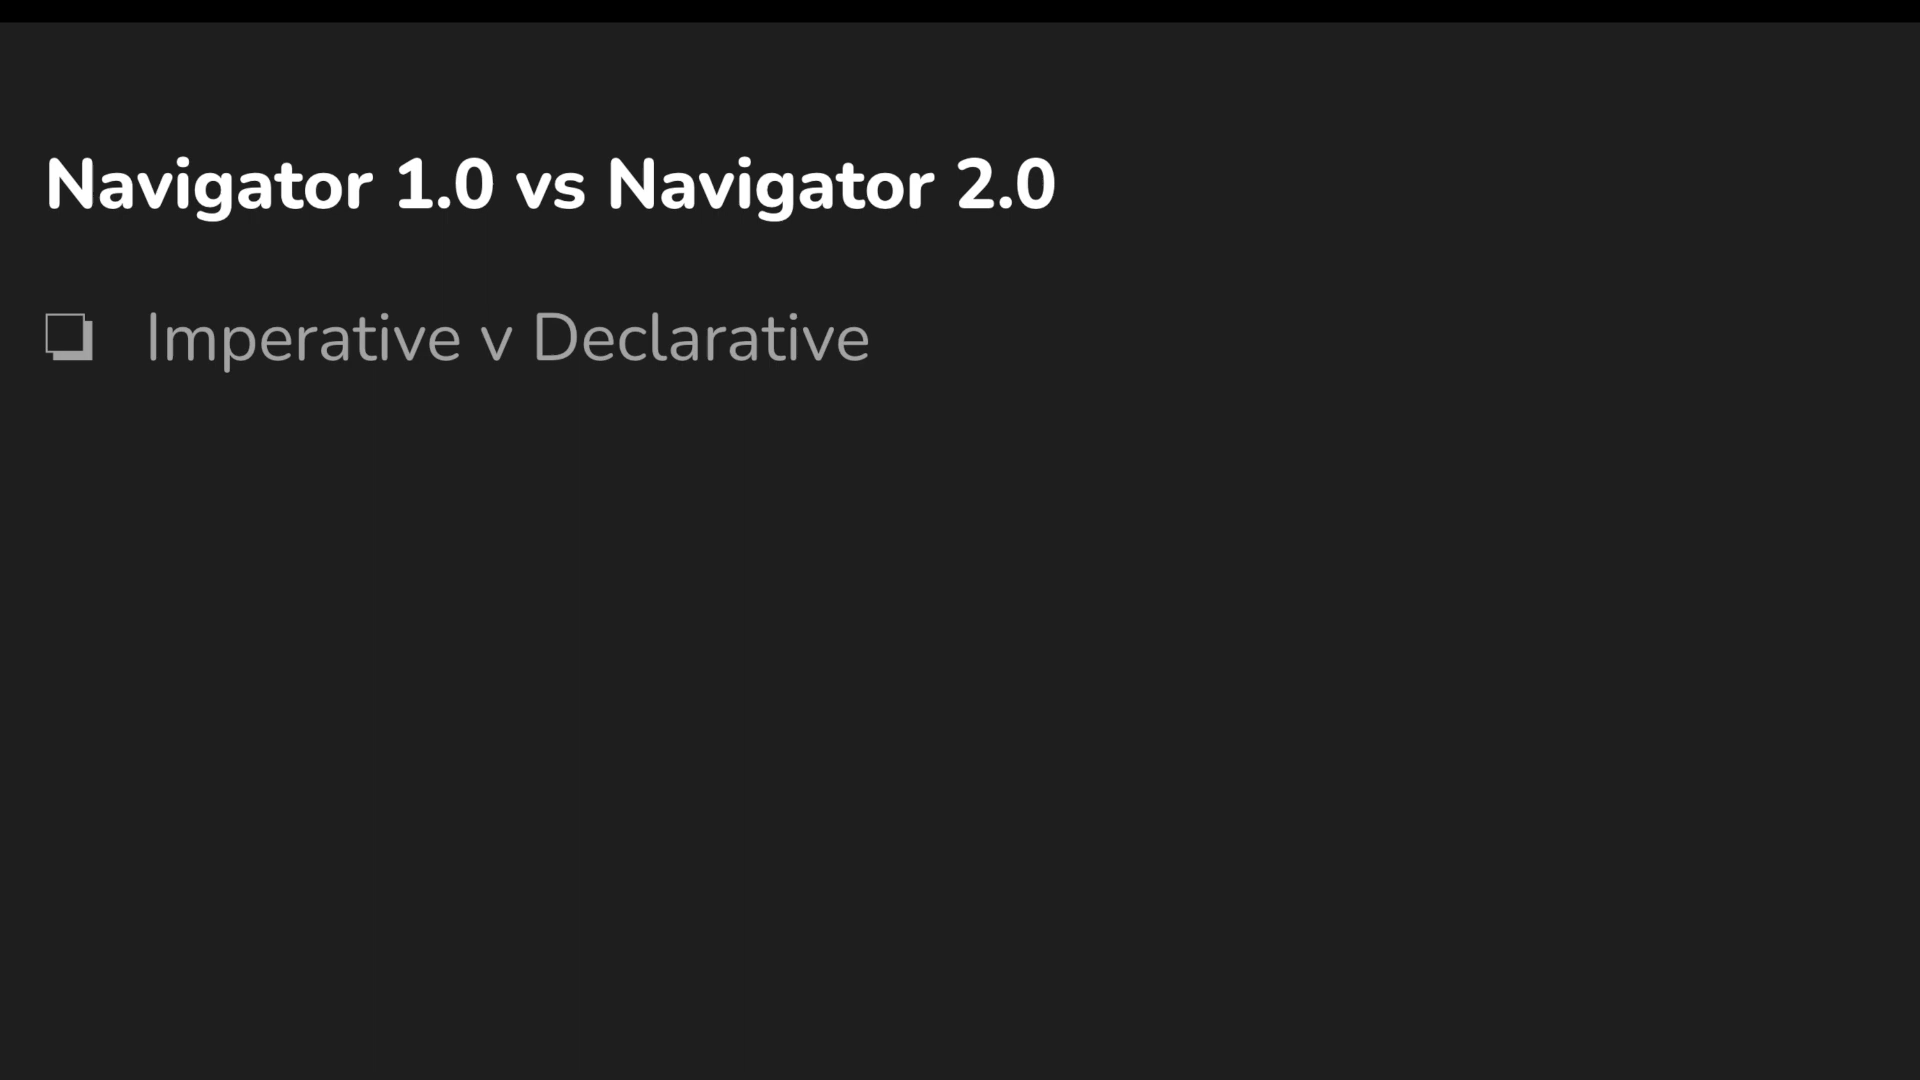 Navigator 1.0 vs Navigator 2.0
❏ Imperative v Declarative